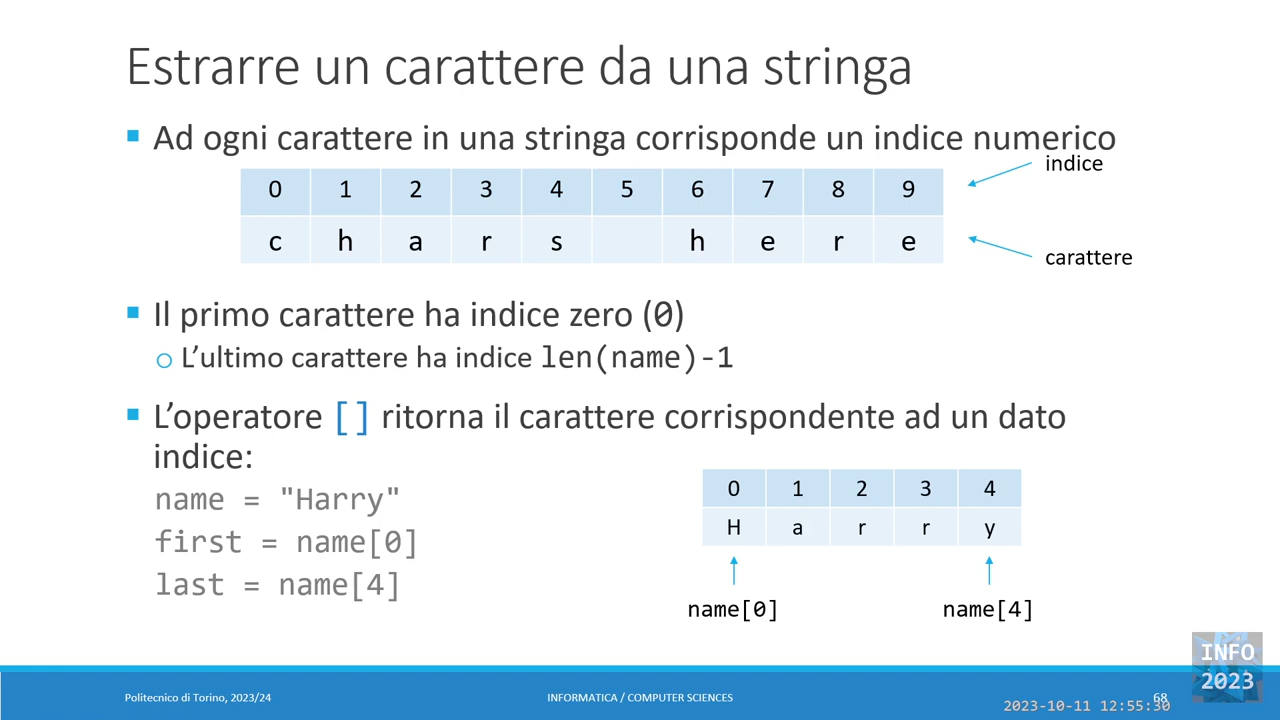 Estrarre un carattere da una stringa
▪ Ad ogni carattere in una stringa corrisponde un indice numerico
indice
0 1 2 3 4 5 6 7 8 9
c h a r s h e r e
carattere
▪ Il primo carattere ha indice zero (0)
o L’ultimo carattere ha indice len(name)-1
▪ L’operatore [] ritorna il carattere corrispondente ad un dato
indice:
name = "Harry"
first = name[0]
last = name[4]
0 1 2 3 4
H a r r y
name[0] name[4]
INFO
2023
Politecnico di Torino, 2023/24 INFORMATICA / COMPUTER SCIENCES 68
2023-10-11 12:55:30